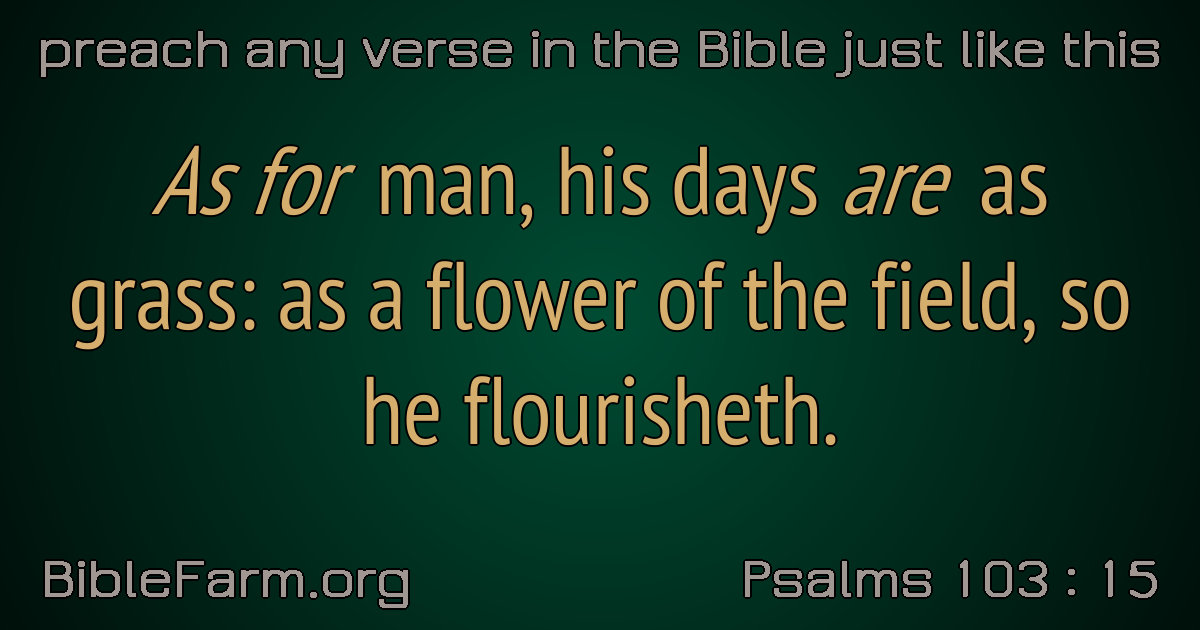 preach any verse in the Bible just like this
As for man, his days are as
grass: as a flower of the field, so
he flourisheth.
BibleFarm.org
Psalms 103 : 15